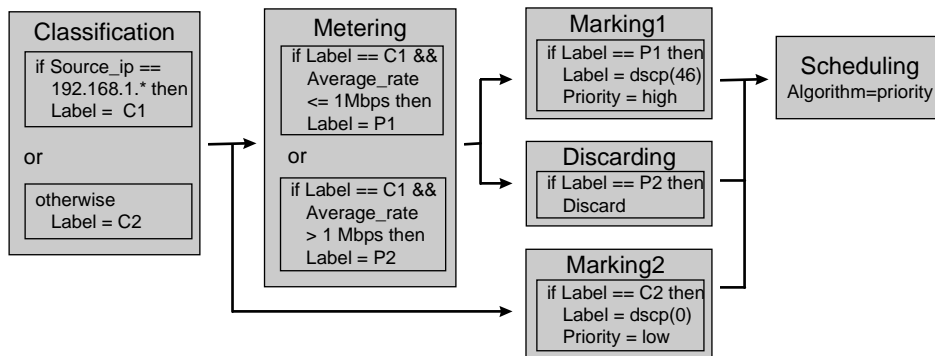 Classification
if Source_ip ==
192.168.1.* then
Label = C1
or
otherwise
Label = C2
Metering
if Label == C1 &&
Average_rate
<= 1Mbps then
Label = P1
or
if Label == C1 &&
Average_rate
> 1 Mbps then
Label = P2
Marking1
if Label == P1 then
Label = dscp(46)
Priority = high
Discarding
if Label == P2 then
Discard
Marking2
if Label == C2 then
Label = dscp(0)
Priority = low
Scheduling
Algorithm=priority